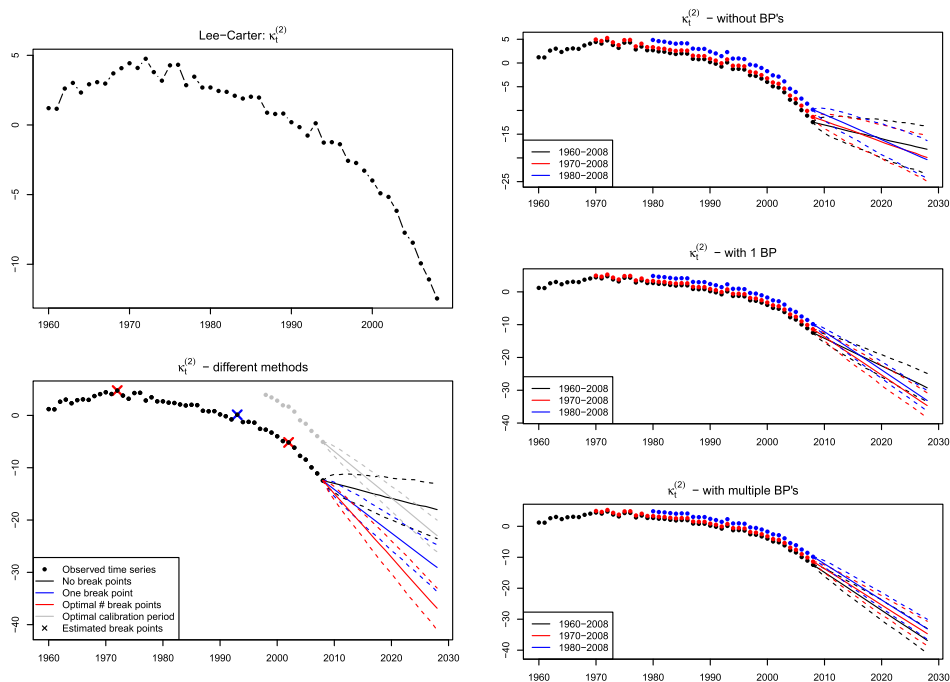 Lee−Carter: κt(2)
5
0
−5
−10
1960 1970 1980 1990 2000
κt(2) − different methods
0
−10
−20
−30
−40
Observed time series
No break points
One break point
Optimal # break points
Optimal calibration period
Estimated break points
1960 1970 1980 1990 2000 2010 2020 2030
κt(2) − without BP's
5
0
−5
−15
−25
1960−2008
1970−2008
1980−2008
1960 1970 1980 1990 2000 2010 2020 2030
κt(2) − with 1 BP
0
−10
−20
−30
−40
1960−2008
1970−2008
1980−2008
1960 1970 1980 1990 2000 2010 2020 2030
κt(2) − with multiple BP's
0
−10
−20
−30
−40
1960−2008
1970−2008
1980−2008
1960 1970 1980 1990 2000 2010 2020 2030